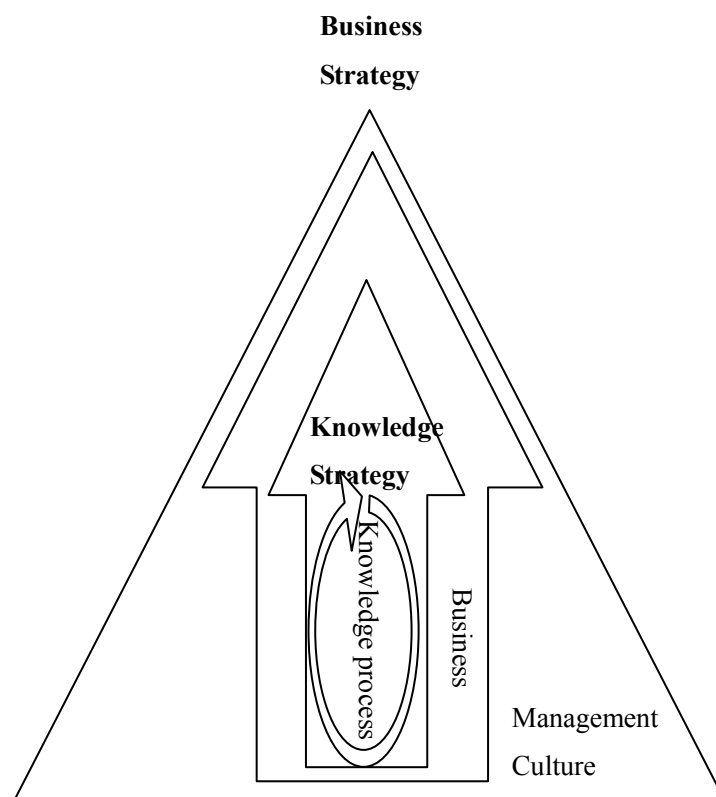 Business
Strategy
Knowledge
Strategy
Knowledge process
Business
Management
Culture